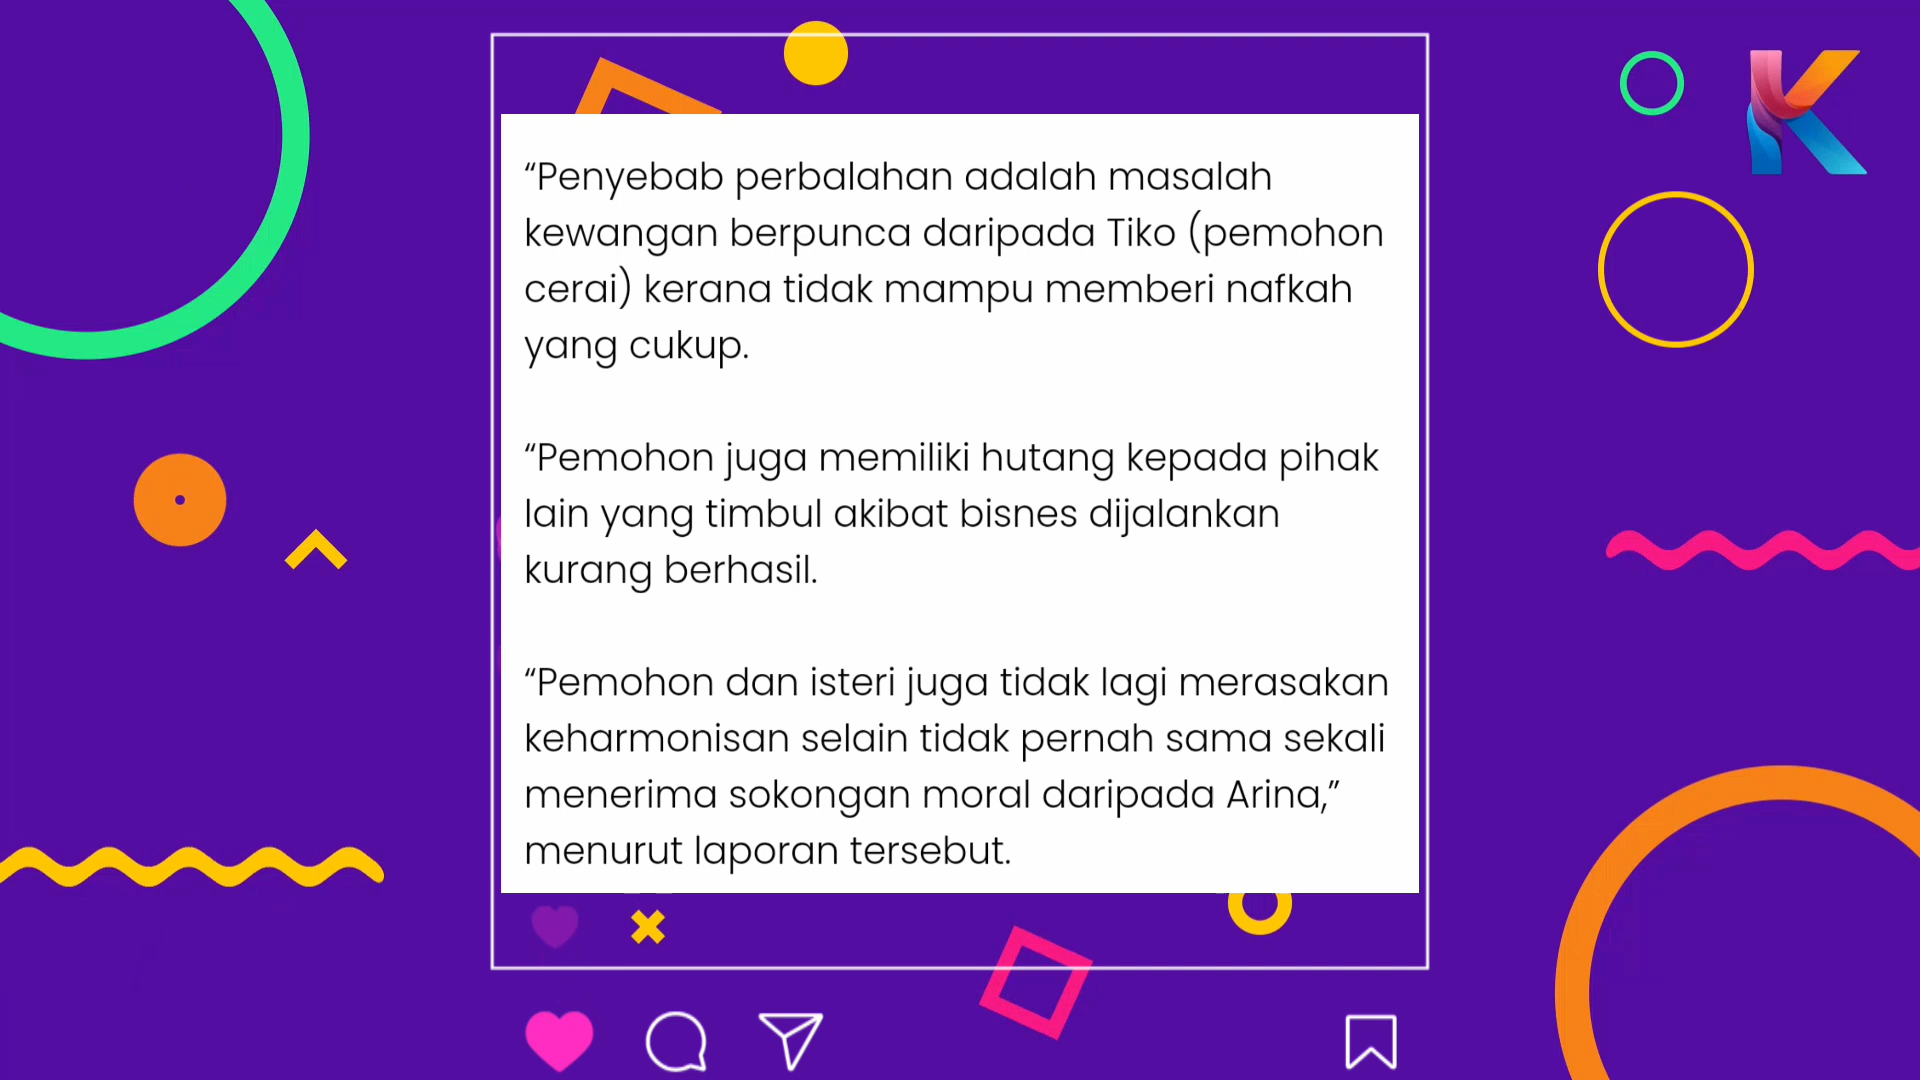 “Penyebab perbalahan adalah masalah
kewangan berpunca daripada Tiko (pemohon
cerai) kerana tidak mampu memberi nafkah
yang cukup.
“Pemohon juga memiliki hutang kepada pihak
lain yang timbul akibat bisnes dijalankan
kurang berhasil.
“Pemohon dan isteri juga tidak lagi merasakan
keharmonisan selain tidak pernah sama sekali
menerima sokongan moral daripada Arina,”
menurut laporan tersebut.
K